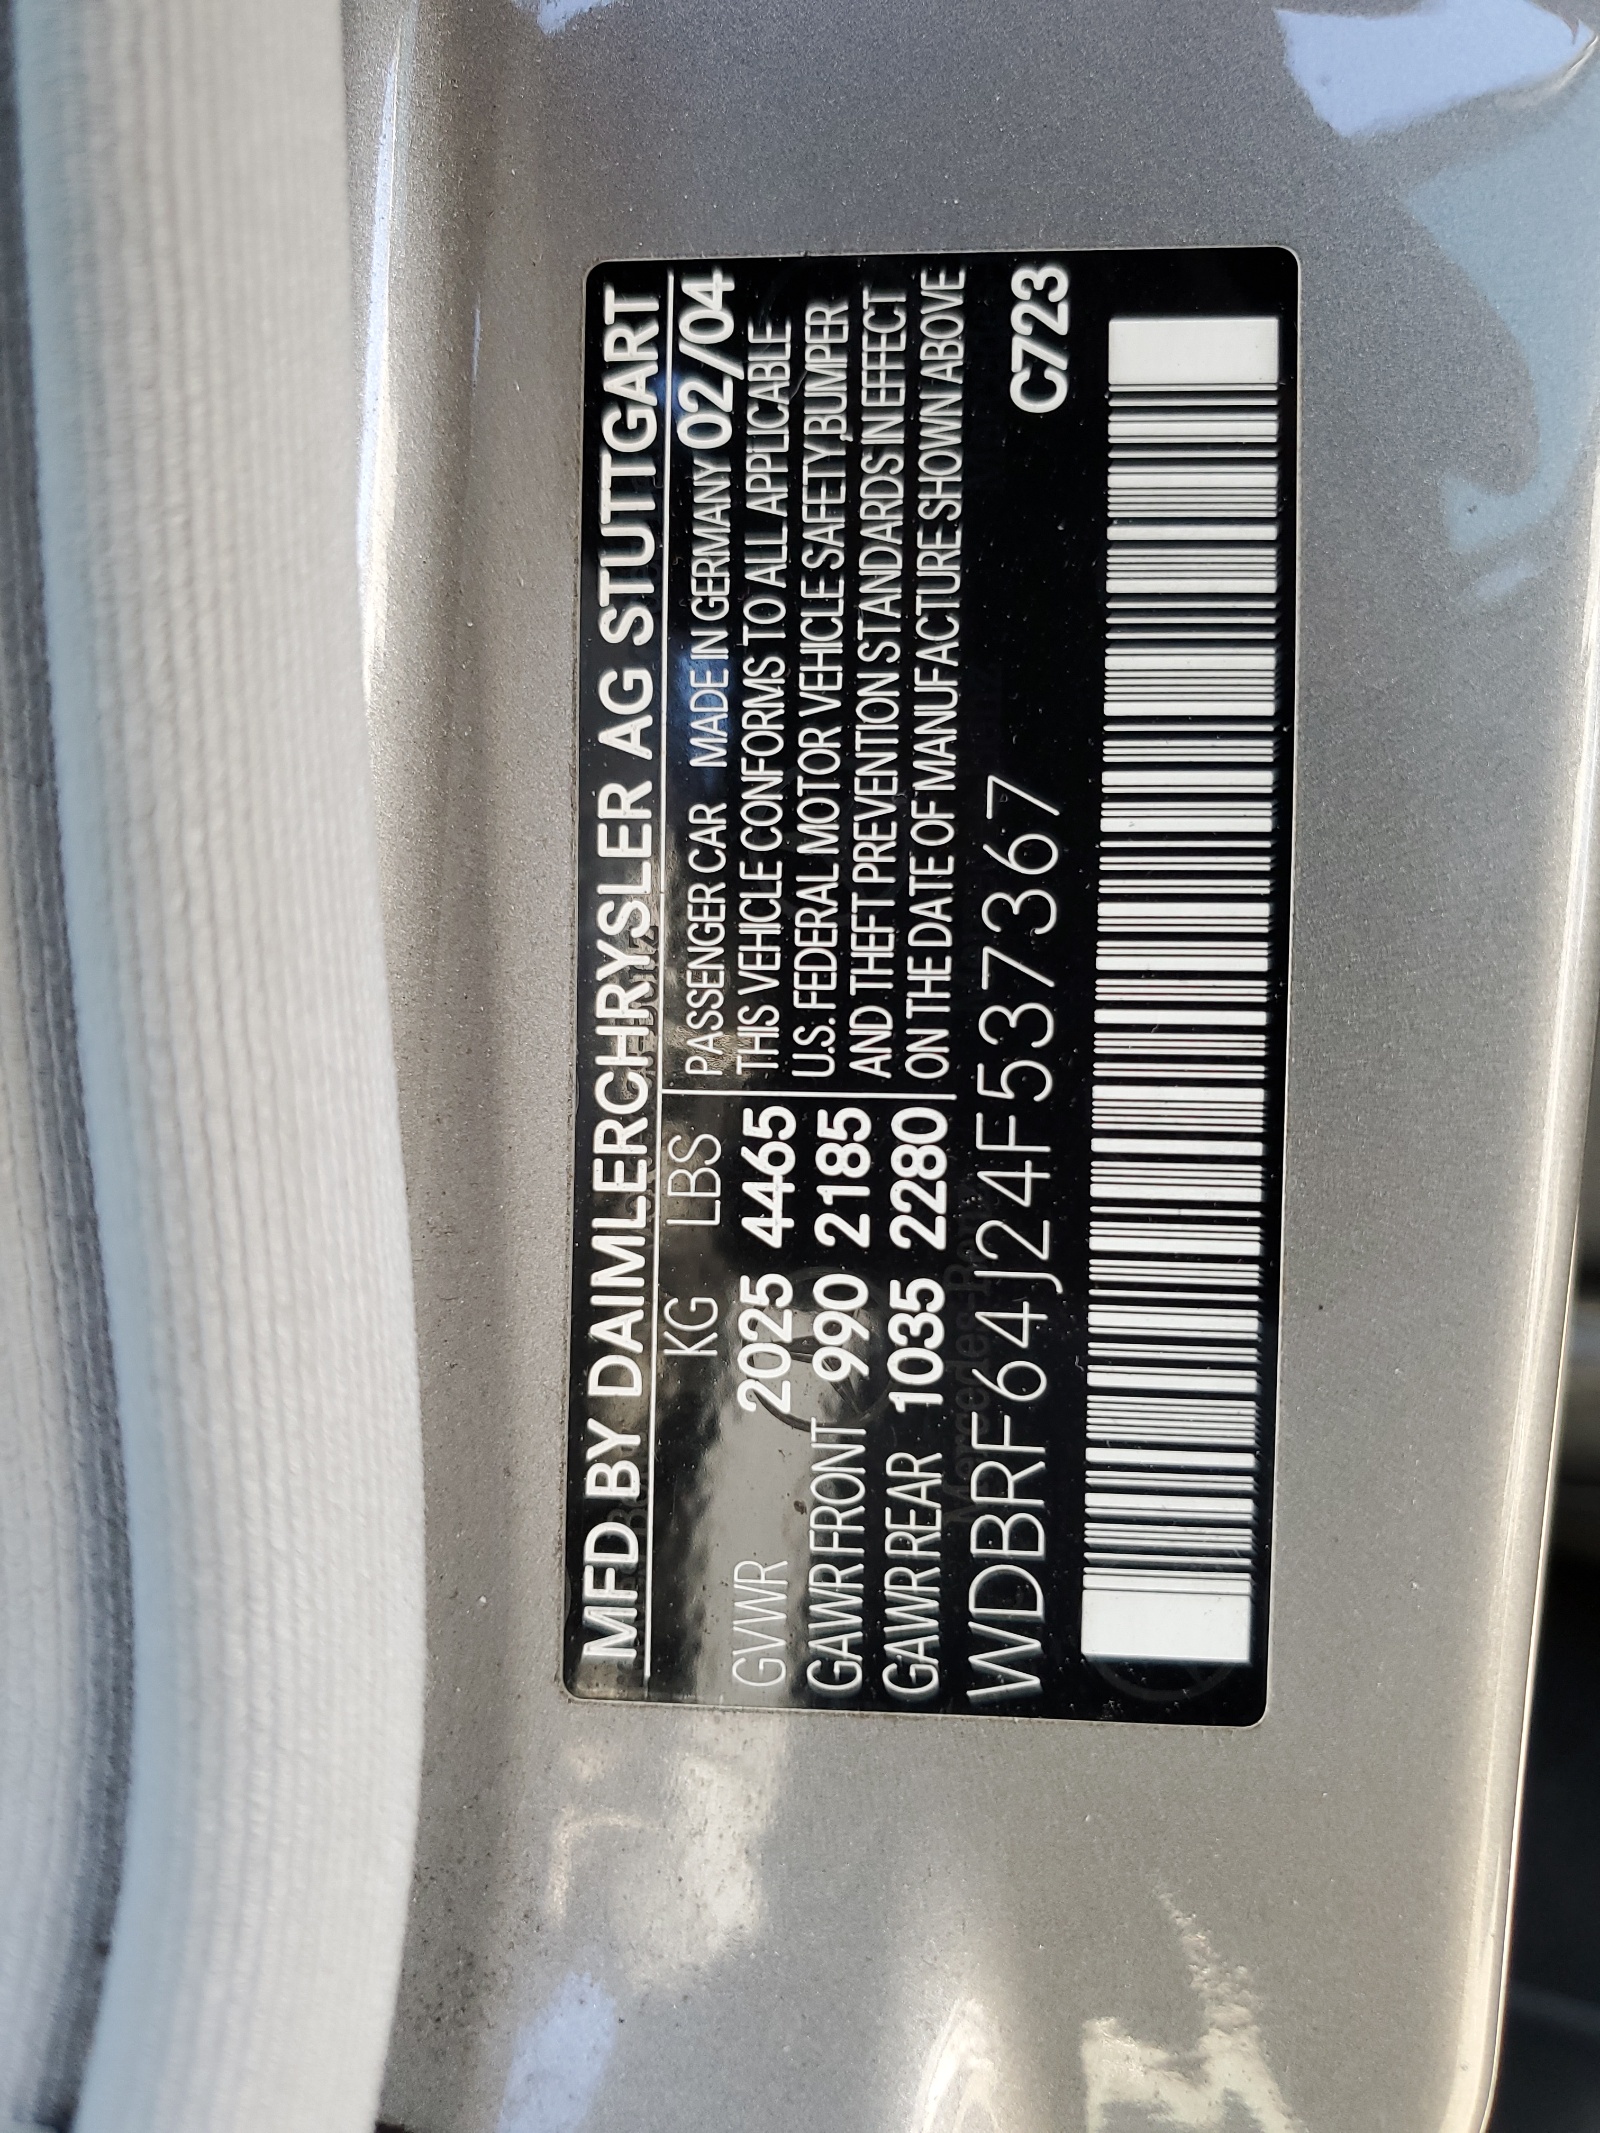 MFD BY DAIMLERCHRYSLER AG STUTTGART
KG LBS
GVWR 2025 4465
GAWR FRONT 990 2185
GAWR REAR 1035 2280
PASSENGER CAR MADE IN GERMANY 02/04
THIS VEHICLE CONFORMS TO ALL APPLICABLE
U.S. FEDERAL MOTOR VEHICLE SAFETY,BUMPER
AND THEFT PREVENTION STANDARDS IN EFFECT
ON THE DATE OF MANUFACTURE SHOWN ABOVE
WDBRF64J24F537367
C723